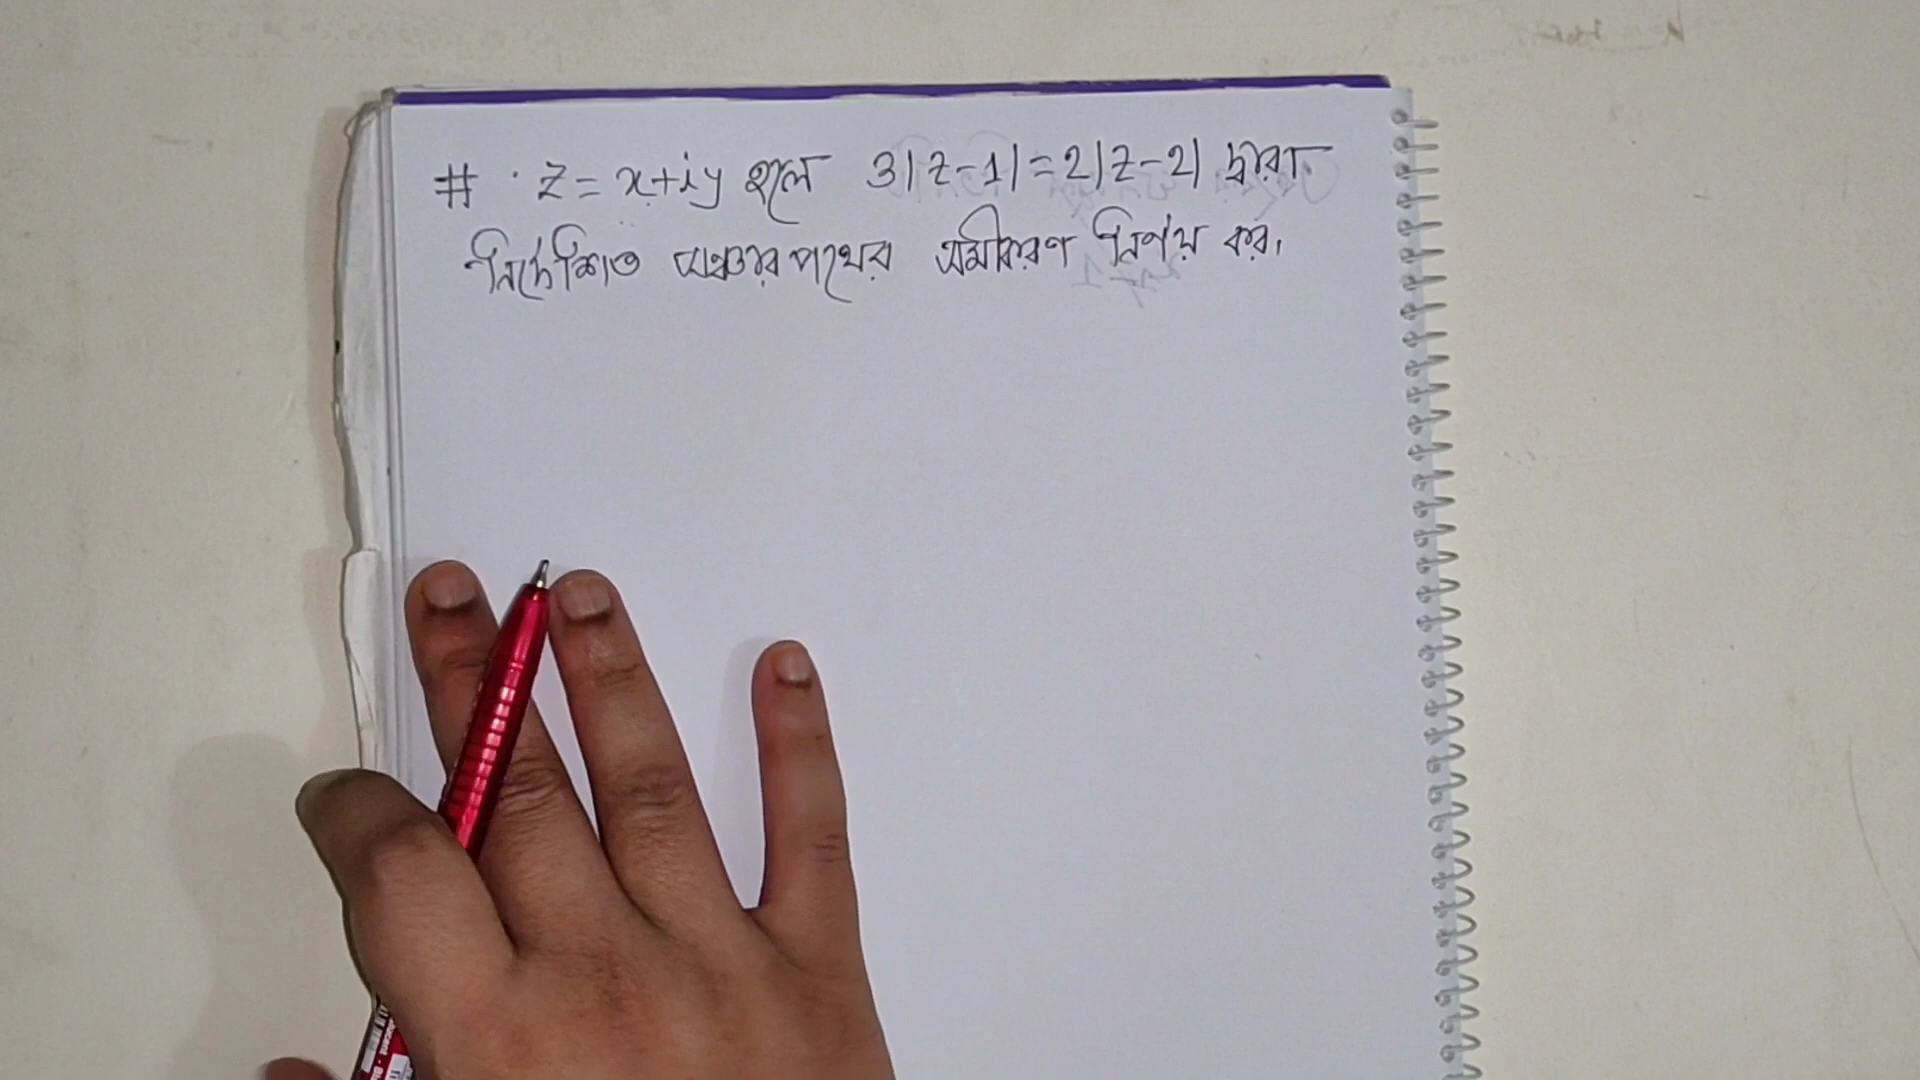 # · z = x+iy হলে 3|z-1|=2|z-2| দ্বারা
নির্দেশিত সঞ্চারপথের সমীকরণ নির্ণয় কর।